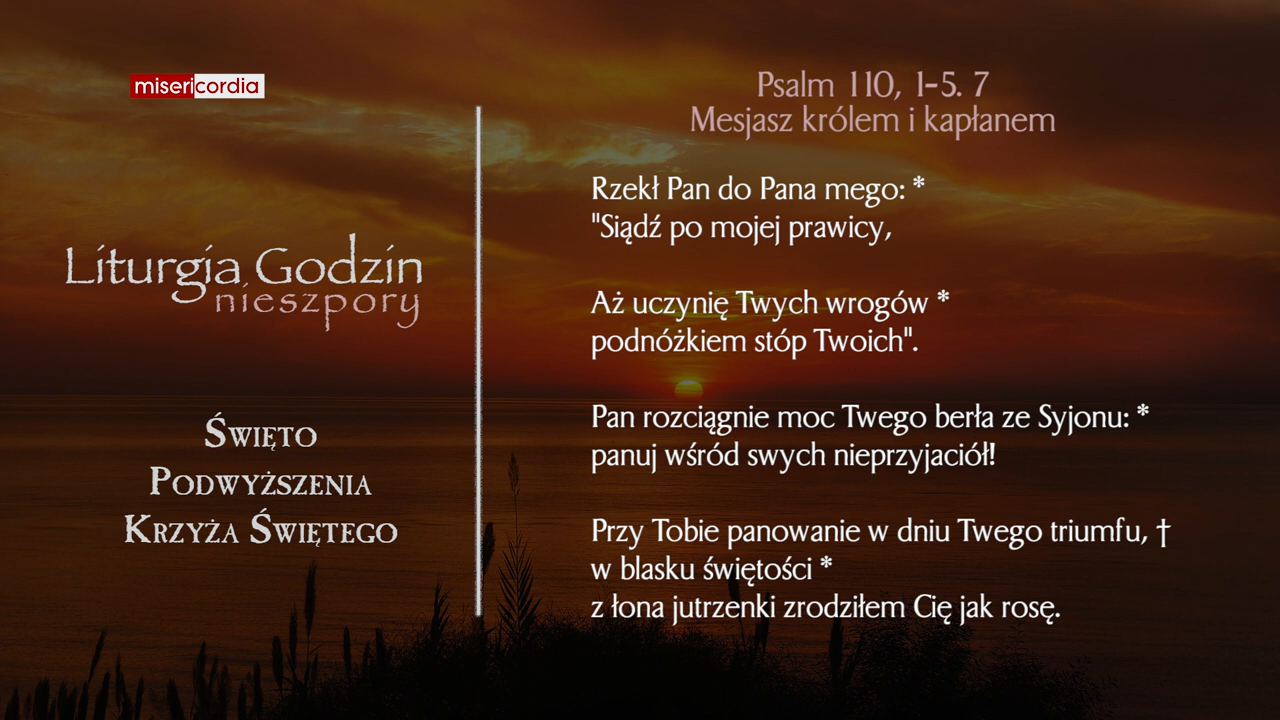 misericordia
Liturgia Godzin
nieszpory
Święto
Podwyższenia
Krzyża Świętego
Psalm 110, 1-5. 7
Mesjasz królem i kapłanem
Rzekł Pan do Pana mego: *
"Siądź po mojej prawicy,
Aż uczynię Twych wrogów *
podnóżkiem stóp Twoich".
Pan rozciągnie moc Twego berła ze Syjonu: *
panuj wśród swych nieprzyjaciół!
Przy Tobie panowanie w dniu Twego triumfu, †
w blasku świętości *
z łona jutrzenki zrodziłem Cię jak rosę.